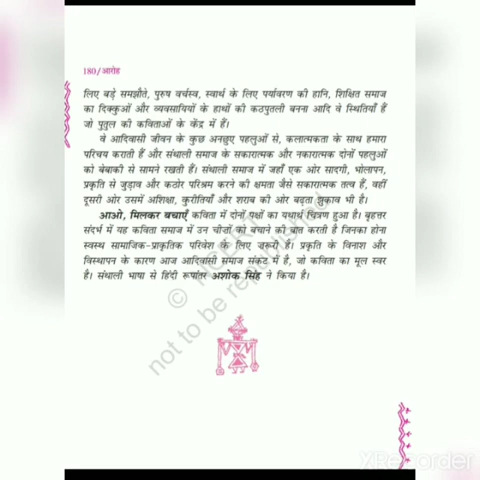 180/आरोह
लिए बड़े समझौते, पुरुष वर्चस्व, स्वार्थ के लिए पर्यावरण की हानि, शिक्षित समाज
का दिक्कुओं और व्यवसायियों के हाथों की कठपुतली बनना आदि वे स्थितियाँ हैं
जो पुतुल की कविताओं के केंद्र में हैं।
वे आदिवासी जीवन के कुछ अनछुए पहलुओं से, कलात्मकता के साथ हमारा
परिचय कराती हैं और संथाली समाज के सकारात्मक और नकारात्मक दोनों पहलुओं
को बेबाकी से सामने रखती हैं। संथाली समाज में जहाँ एक ओर सादगी, भोलापन,
प्रकृति से जुड़ाव और कठोर परिश्रम करने की क्षमता जैसे सकारात्मक तत्व हैं, वहीं
दूसरी ओर उसमें अशिक्षा, कुरीतियाँ और शराब की ओर बढ़ता झुकाव भी है।
आओ, मिलकर बचाएँ कविता में दोनों पक्षों का यथार्थ चित्रण हुआ है। बृहत्तर
संदर्भ में यह कविता समाज में उन चीज़ों को बचाने की बात करती है जिनका होना
स्वस्थ सामाजिक-प्राकृतिक परिवेश के लिए ज़रूरी है। प्रकृति के विनाश और
विस्थापन के कारण आज आदिवासी समाज संकट में है, जो कविता का मूल स्वर
है। संथाली भाषा से हिंदी रूपांतर अशोक सिंह ने किया है।
© NCERT
not to be republished
XRecorder